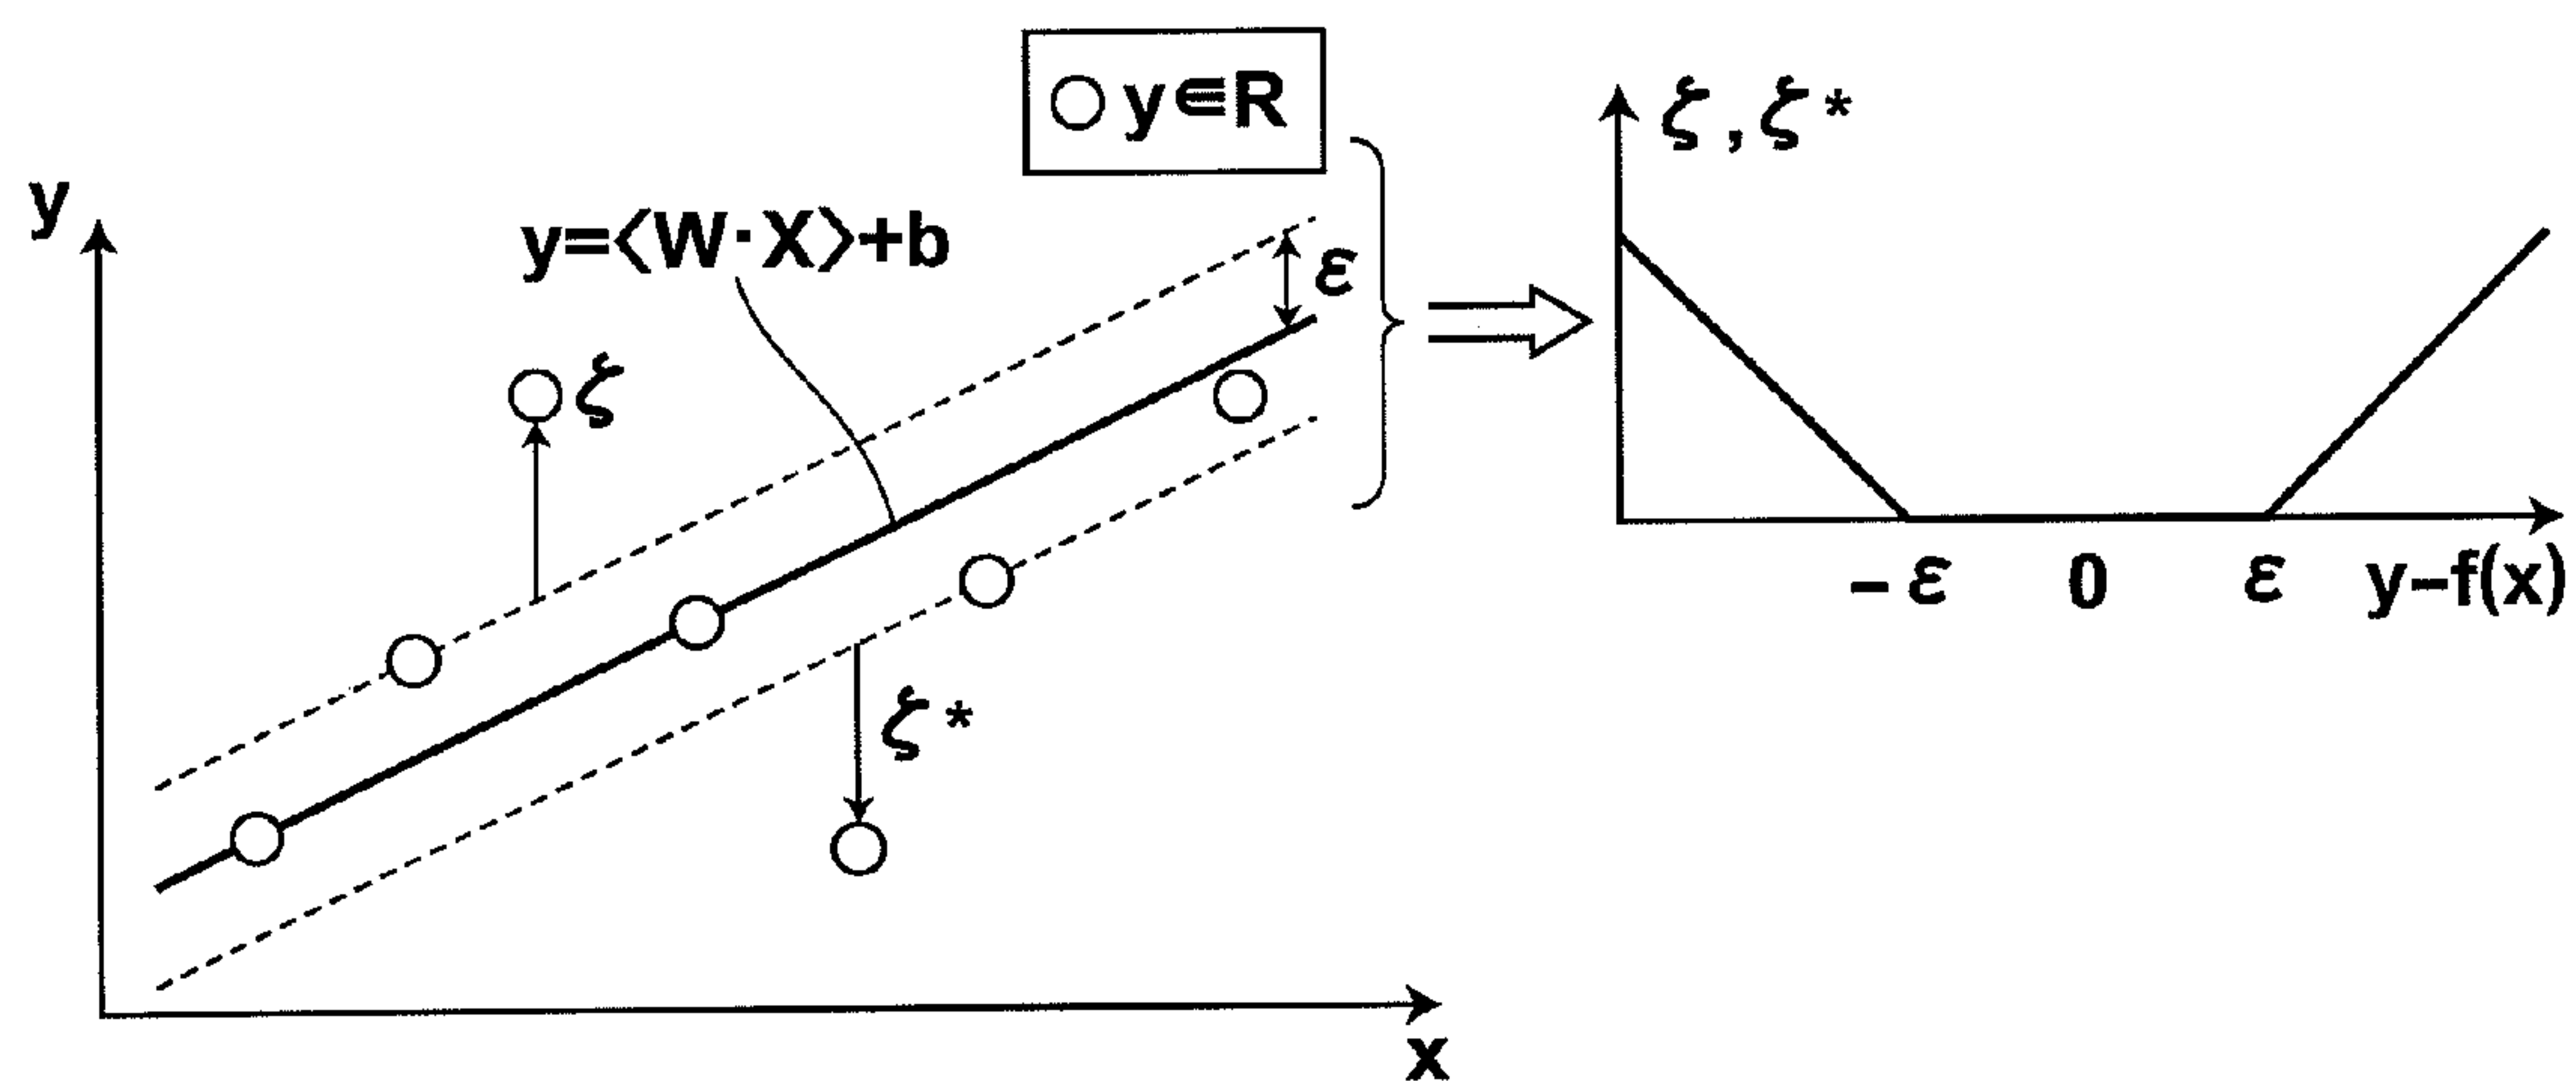 y∈R
ζ, ζ*
y
y=⟨W·X⟩+b
ε
ζ
ζ*
-ε 0 ε y-f(x)
x